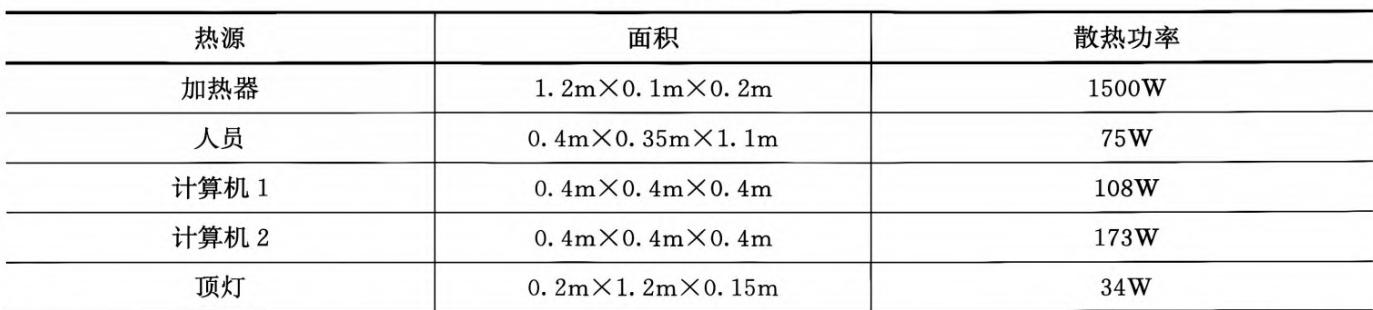 热源 面积 散热功率
加热器 1.2m×0.1m×0.2m 1500W
人员 0.4m×0.35m×1.1m 75W
计算机 1 0.4m×0.4m×0.4m 108W
计算机 2 0.4m×0.4m×0.4m 173W
顶灯 0.2m×1.2m×0.15m 34W